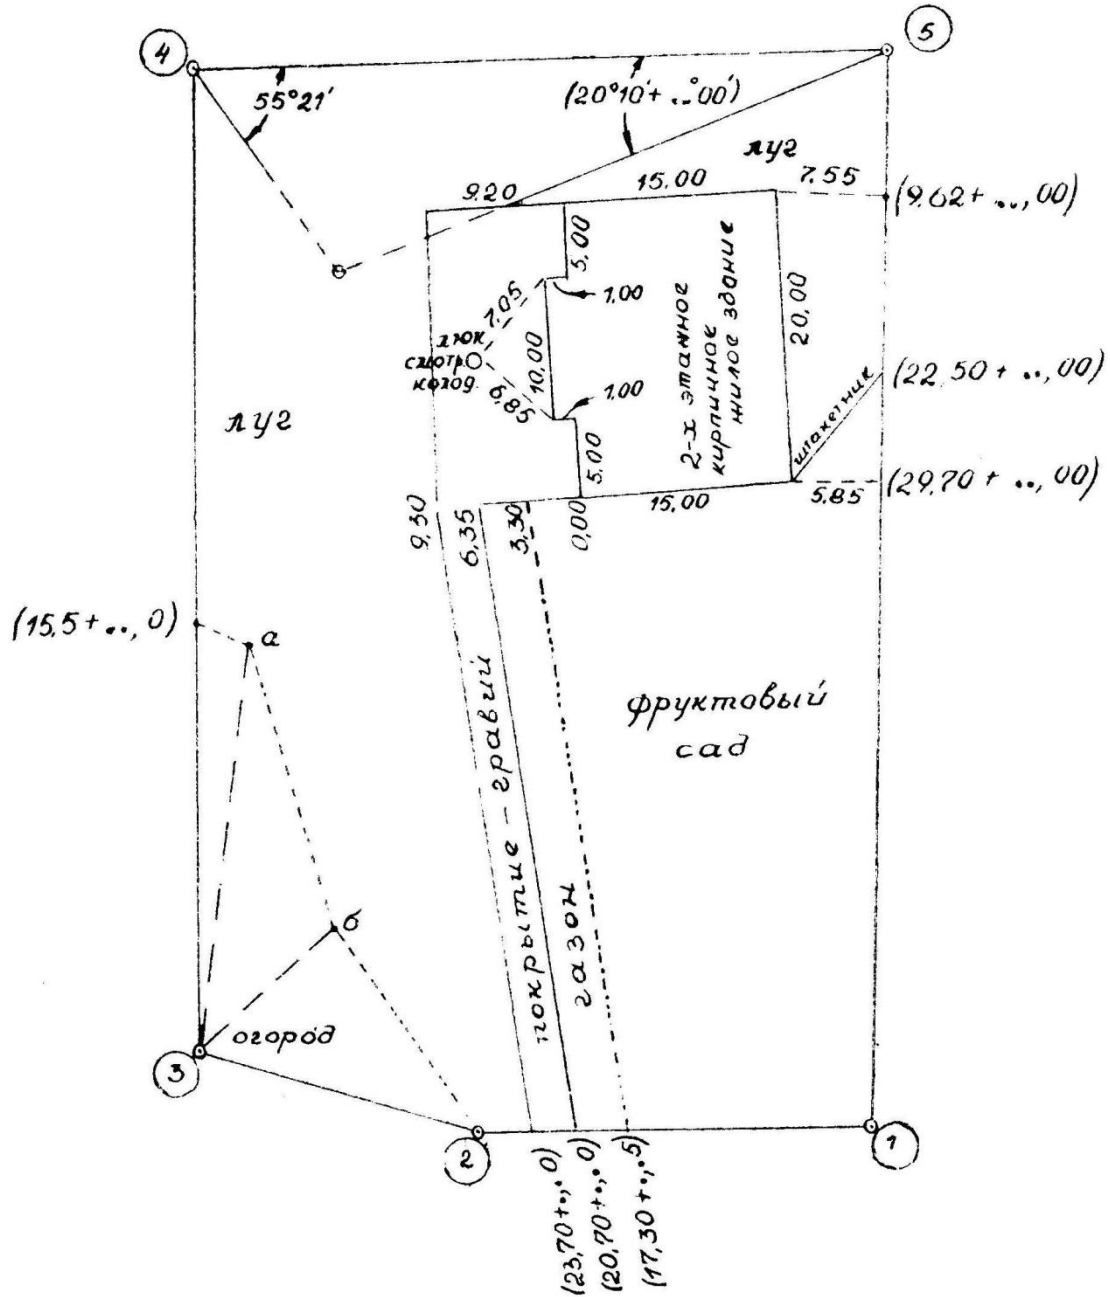 4
5
55°21'
(20°10'+ ..°00')
луг
7.55
9.20
15.00
(9.62+ .., 00)
5,00
1,00
7.05
люк
смотр.
колод.
10,00
6,85
1,00
2-х этажное
кирпичное
жилое здание
20,00
(22,50 + .., 00)
штакетник
луг
5,00
5.85
(29,70 + .., 00)
9,30
6,35
3,30
0,00
15,00
(15,5+ .., 0)
а
покрытие – гравий
газон
фруктовый
сад
б
огород
3
2
1
(23,70+.,. 0)
(20,70+.,. 0)
(17,30+.,. 5)